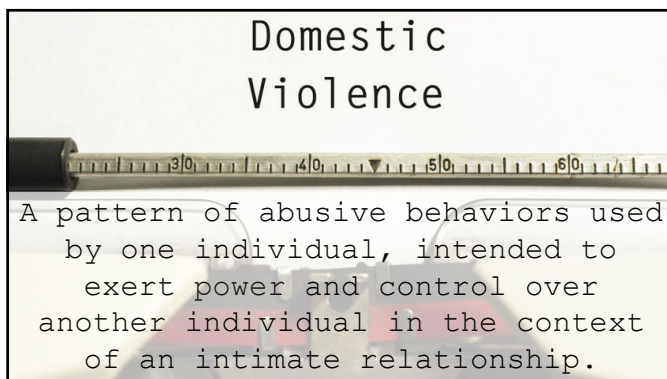 Domestic
Violence
30 40 50 60
A pattern of abusive behaviors used
by one individual, intended to
exert power and control over
another individual in the context
of an intimate relationship.